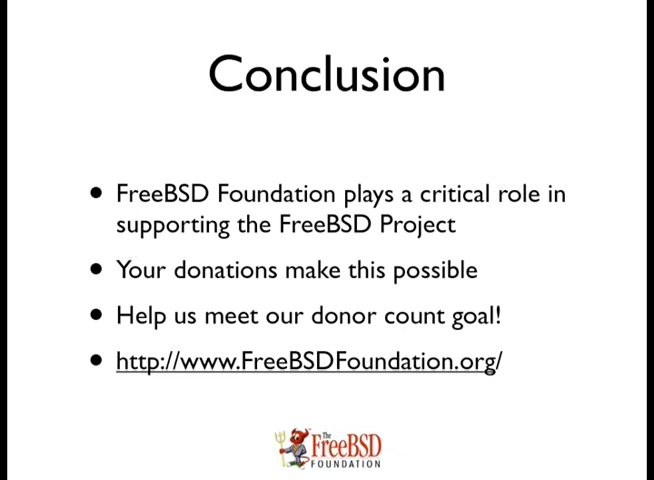 Conclusion
• FreeBSD Foundation plays a critical role in
supporting the FreeBSD Project
• Your donations make this possible
• Help us meet our donor count goal!
• http://www.FreeBSDFoundation.org/
The
FreeBSD
FOUNDATION